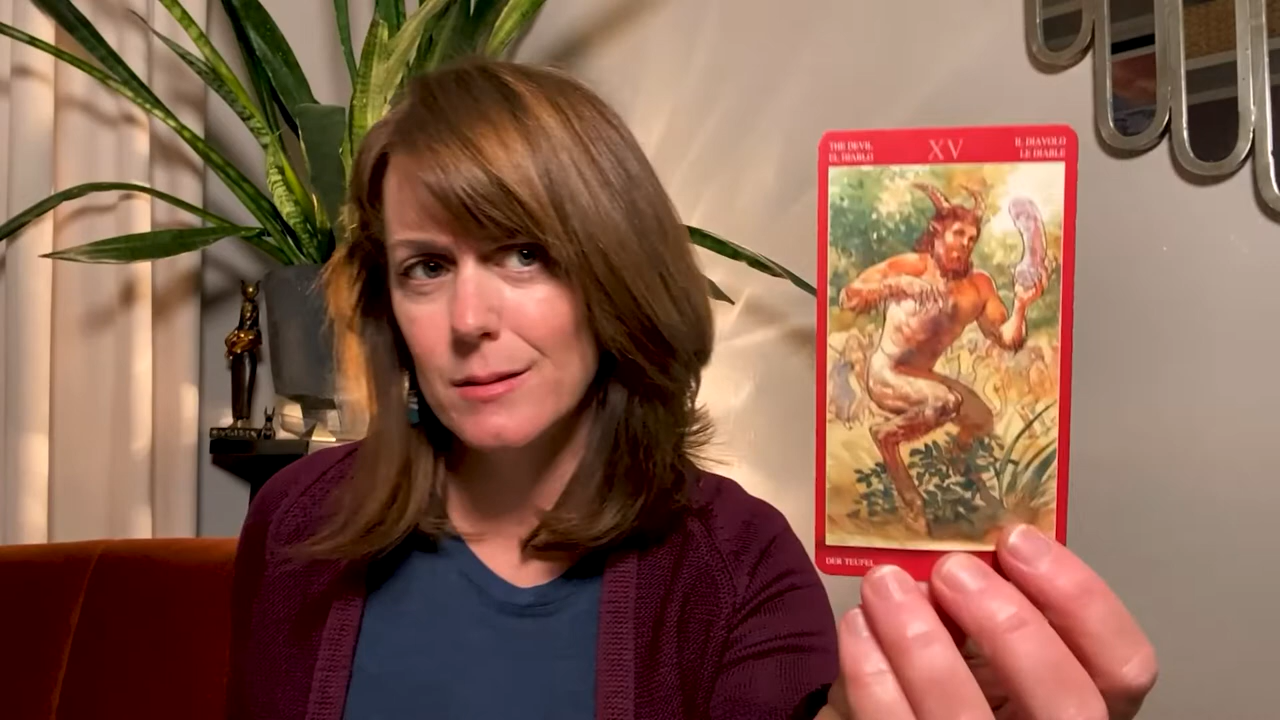 THE DEVIL
EL DIABLO
XV
IL DIAVOLO
LE DIABLE
DER TEUFEL